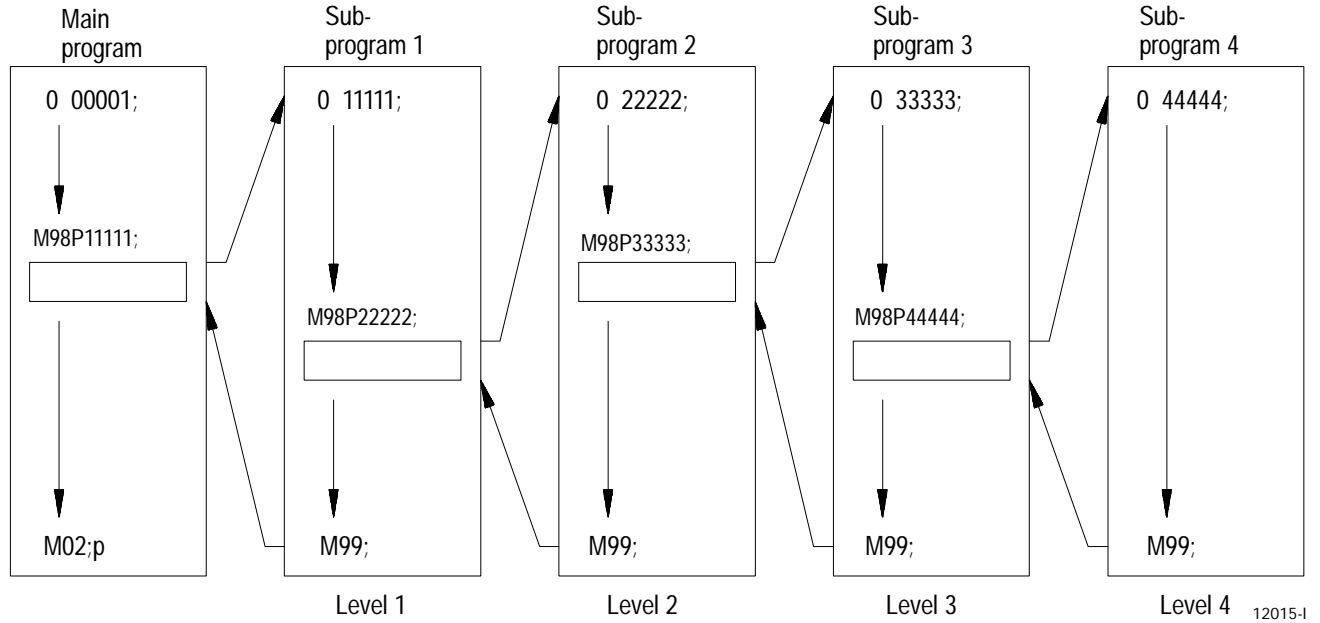 Main
program
Sub-
program 1
Sub-
program 2
Sub-
program 3
Sub-
program 4
0 00001;
0 11111;
0 22222;
0 33333;
0 44444;
M98P11111;
M98P33333;
M98P22222;
M98P44444;
M02;p
M99;
M99;
M99;
M99;
Level 1
Level 2
Level 3
Level 4
12015-I